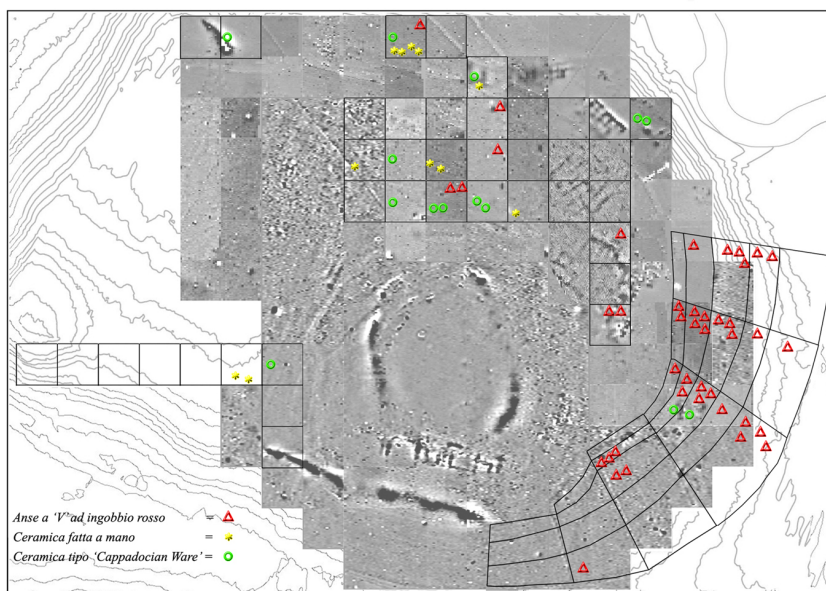 Anse a ‘V’ ad ingobbio rosso =
Ceramica fatta a mano =
Ceramica tipo ‘Cappadocian Ware’ =